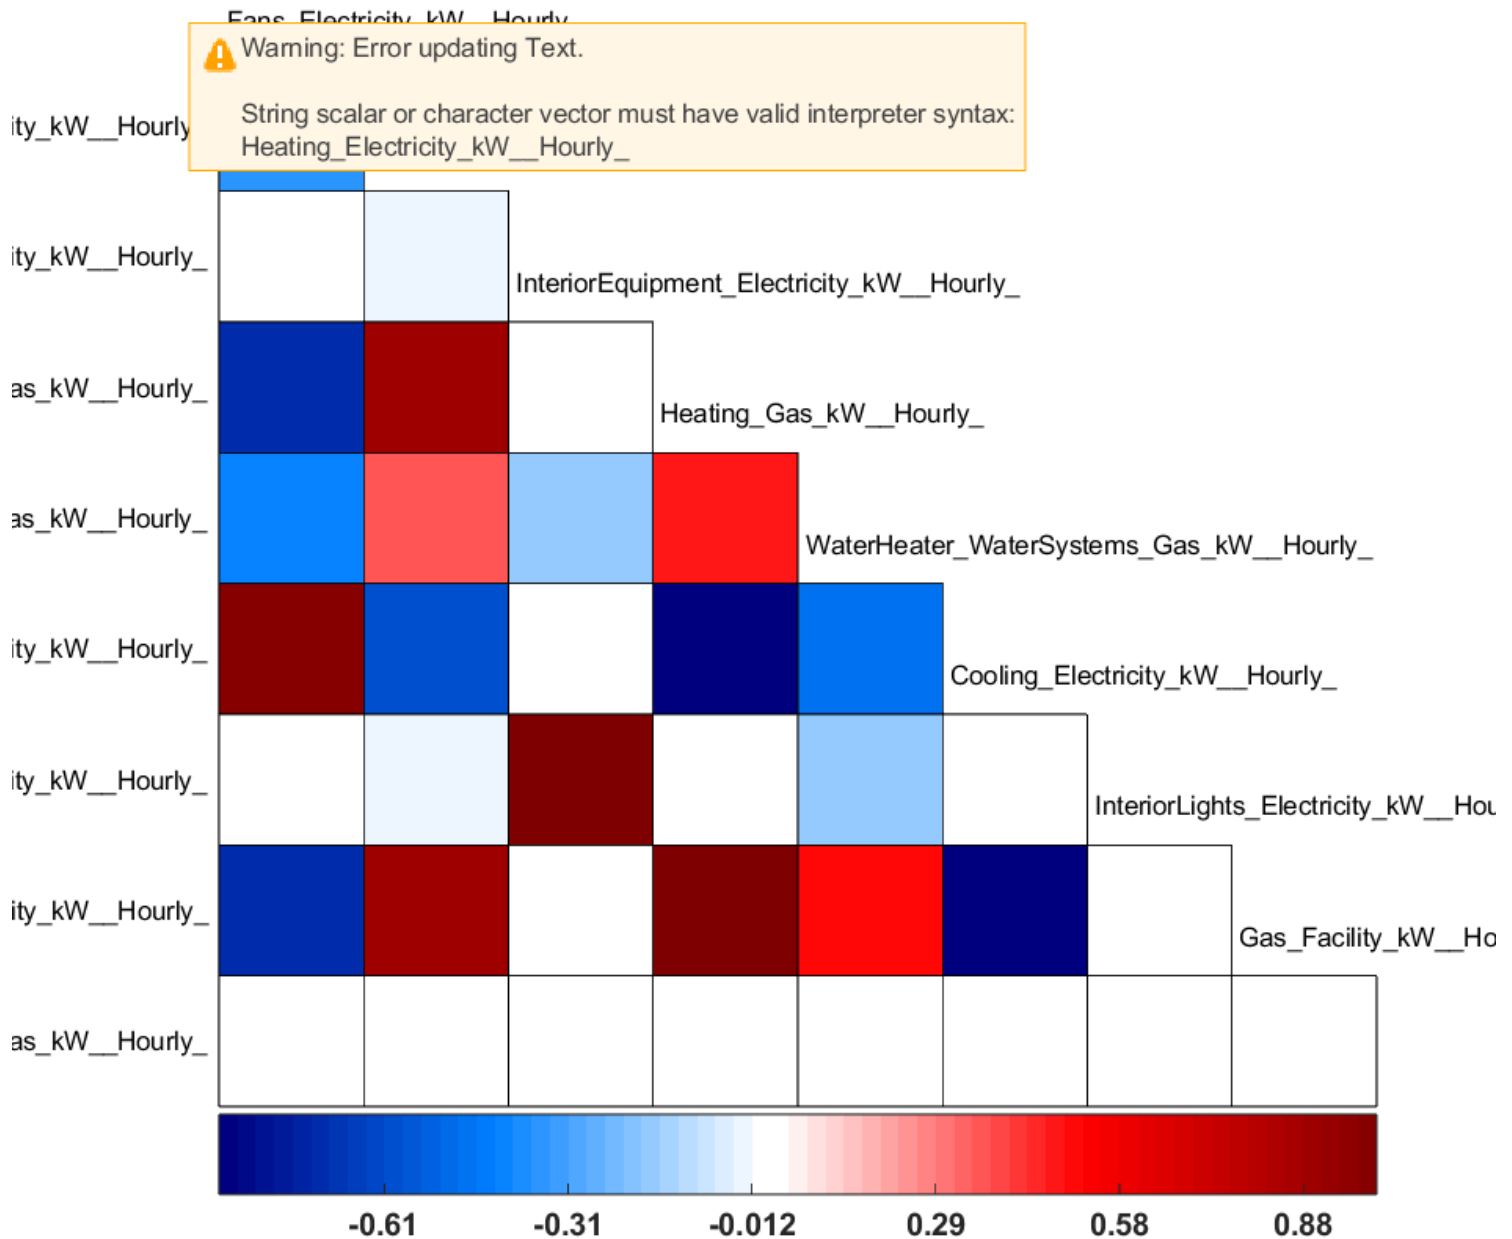 Fans_Electricity_kW__Hourly_
Warning: Error updating Text.
String scalar or character vector must have valid interpreter syntax:
Heating_Electricity_kW__Hourly_
ity_kW__Hourly
ity_kW__Hourly_
InteriorEquipment_Electricity_kW__Hourly_
as_kW__Hourly_
Heating_Gas_kW__Hourly_
as_kW__Hourly_
WaterHeater_WaterSystems_Gas_kW__Hourly_
ity_kW__Hourly_
Cooling_Electricity_kW__Hourly_
ity_kW__Hourly_
InteriorLights_Electricity_kW__Hou
ity_kW__Hourly_
Gas_Facility_kW__Ho
as_kW__Hourly_
-0.61 -0.31 -0.012 0.29 0.58 0.88